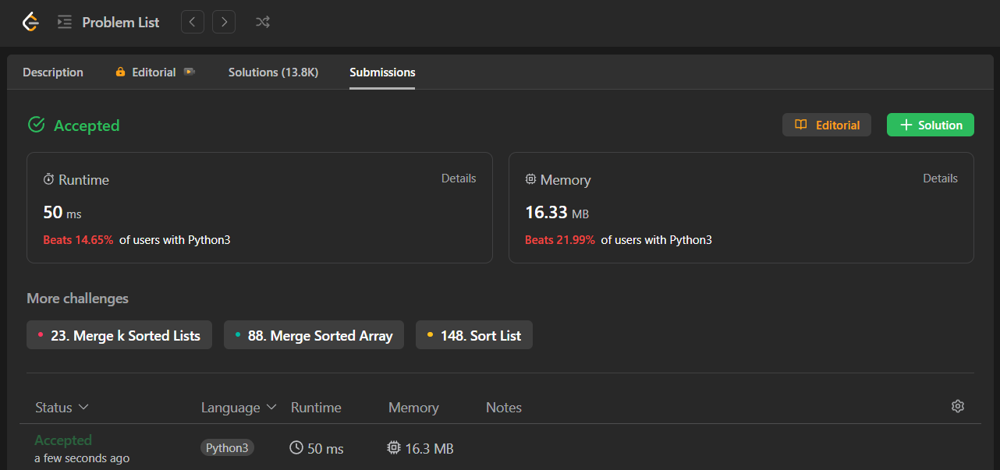 Problem List
Description Editorial Solutions (13.8K) Submissions
Accepted Editorial Solution
Runtime Details
50 ms
Beats 14.65% of users with Python3
Memory Details
16.33 MB
Beats 21.99% of users with Python3
More challenges
23. Merge k Sorted Lists 88. Merge Sorted Array 148. Sort List
Status Language Runtime Memory Notes
Accepted Python3 50 ms 16.3 MB
a few seconds ago